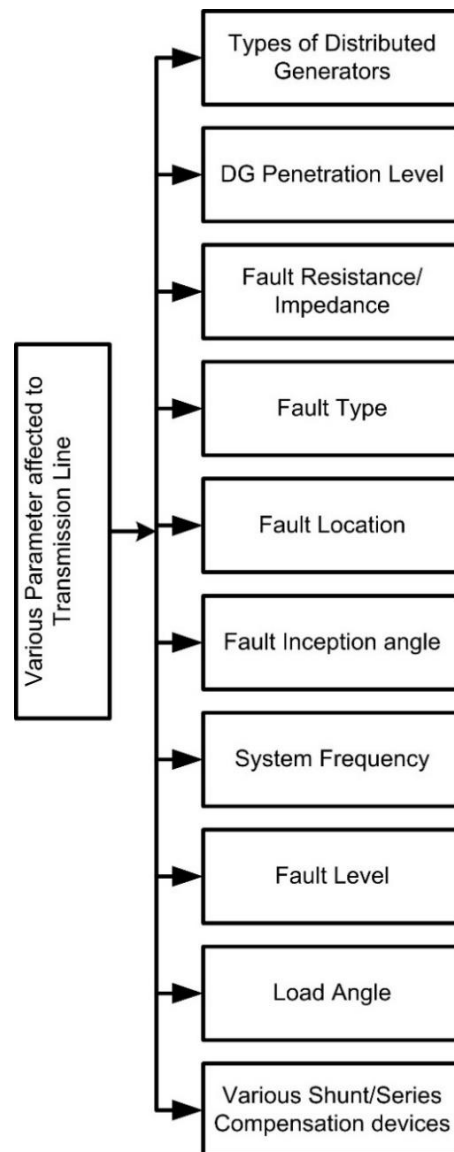 Various Parameter affected to
Transmission Line
Types of Distributed
Generators
DG Penetration Level
Fault Resistance/
Impedance
Fault Type
Fault Location
Fault Inception angle
System Frequency
Fault Level
Load Angle
Various Shunt/Series
Compensation devices